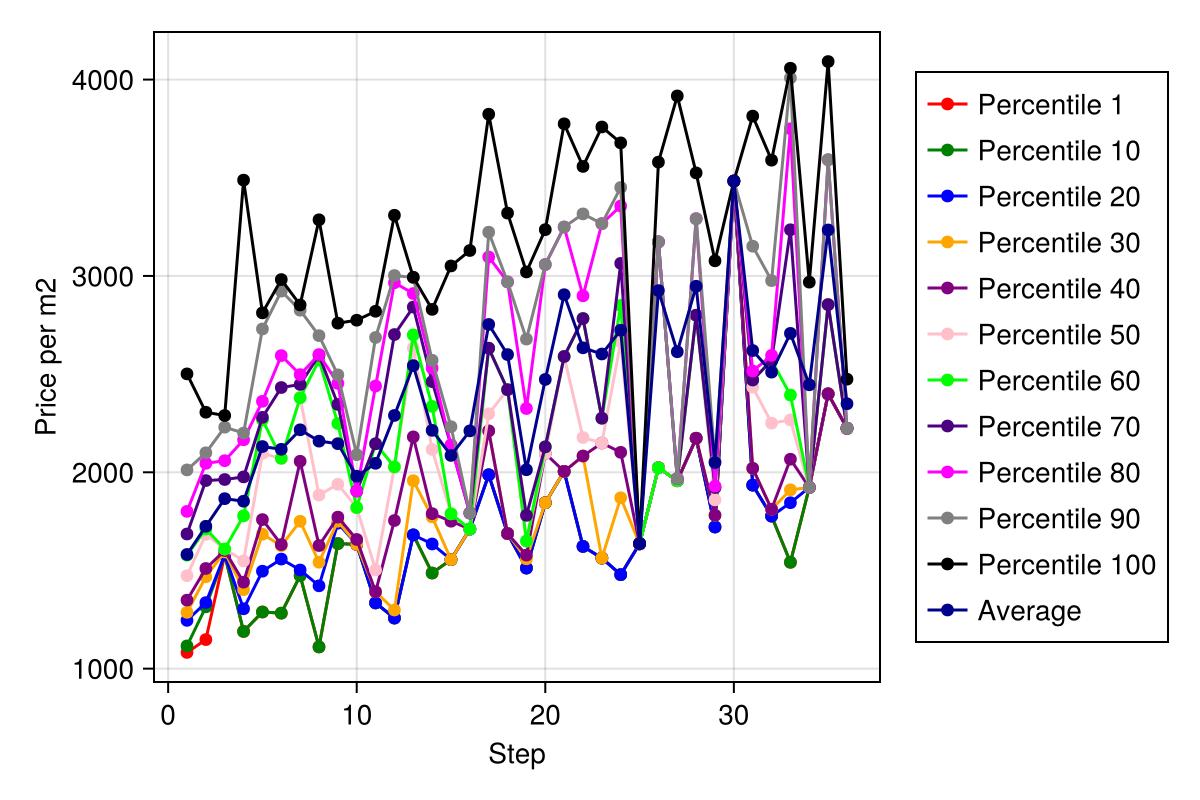 4000
3000
2000
1000
Price per m2
0
10
20
30
Step
Percentile 1
Percentile 10
Percentile 20
Percentile 30
Percentile 40
Percentile 50
Percentile 60
Percentile 70
Percentile 80
Percentile 90
Percentile 100
Average